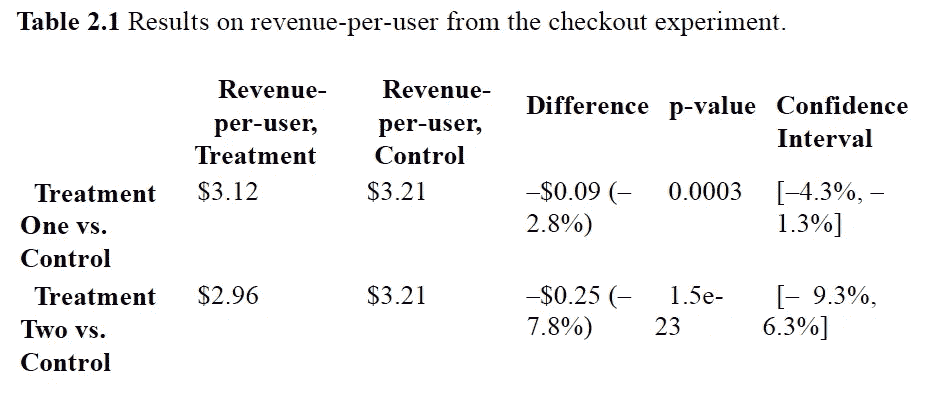 Table 2.1 Results on revenue-per-user from the checkout experiment.
Revenue- Revenue-
Difference p-value Confidence
per-user, per-user,
Interval
Treatment Control
Treatment $3.12 $3.21 –$0.09 (– 0.0003 [–4.3%, –
One vs. 2.8%) 1.3%]
Control
Treatment $2.96 $3.21 –$0.25 (– 1.5e- [– 9.3%,
Two vs. 7.8%) 23 6.3%]
Control